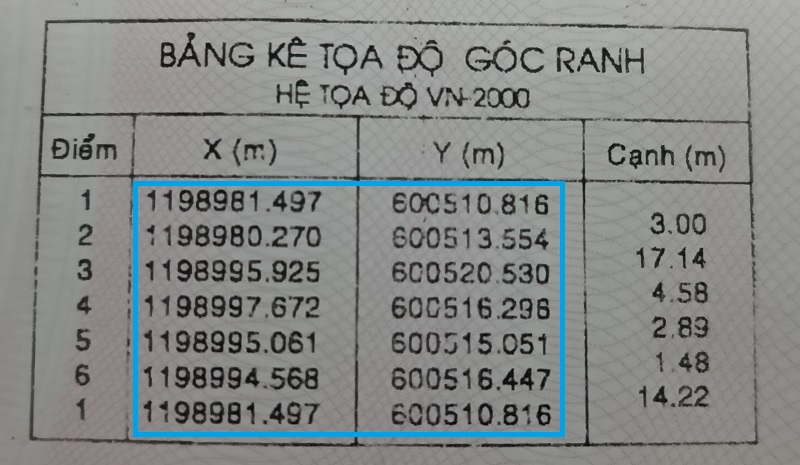 BẢNG KÊ TỌA ĐỘ GÓC RANH
HỆ TỌA ĐỘ VN-2000
Điểm X (m) Y (m) Cạnh (m)
1 1198981.497 600510.816
3.00
2 1198980.270 600513.554
17.14
3 1198995.925 600520.530
4.58
4 1198997.672 600516.296
2.89
5 1198995.061 600515.051
1.48
6 1198994.568 600516.447
14.22
1 1198981.497 600510.816